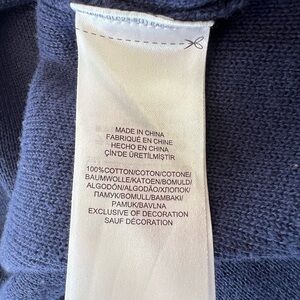 MADE IN CHINA
FABRIQUÉ EN CHINE
HECHO EN CHINA
ÇİN'DE ÜRETİLMİŞTİR
100%COTTON/COTON/COTONE/
BAUMWOLLE/KATOEN/BOMULD/
ALGODÓN/ALGODÃO/ХЛОПОК/
ПАМУК/BOMULL/BAMBAKI/
PAMUK/BAVLNA
EXCLUSIVE OF DECORATION
SAUF DÉCORATION